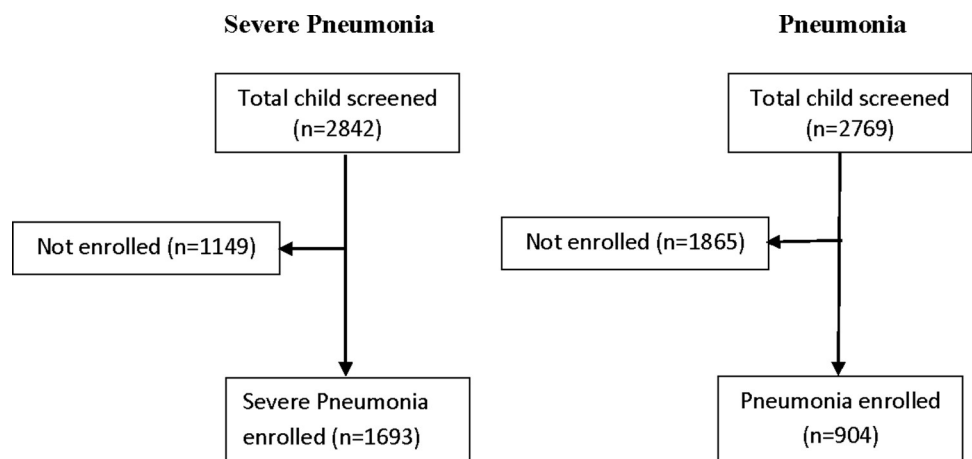 Severe Pneumonia
Total child screened
(n=2842)
Not enrolled (n=1149)
Severe Pneumonia
enrolled (n=1693)
Pneumonia
Total child screened
(n=2769)
Not enrolled (n=1865)
Pneumonia enrolled
(n=904)